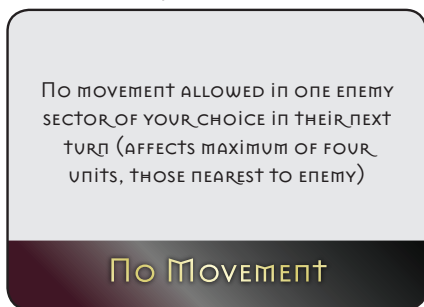 No movement allowed in one enemy
sector of your choice in their next
turn (affects maximum of four
units, those nearest to enemy)
No Movement